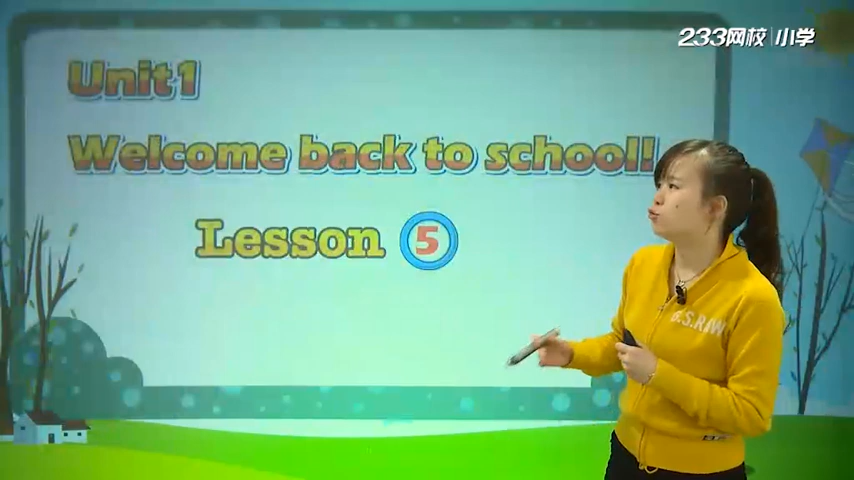 233网校 | 小学
Unit1
Welcome back to school!
Lesson 5